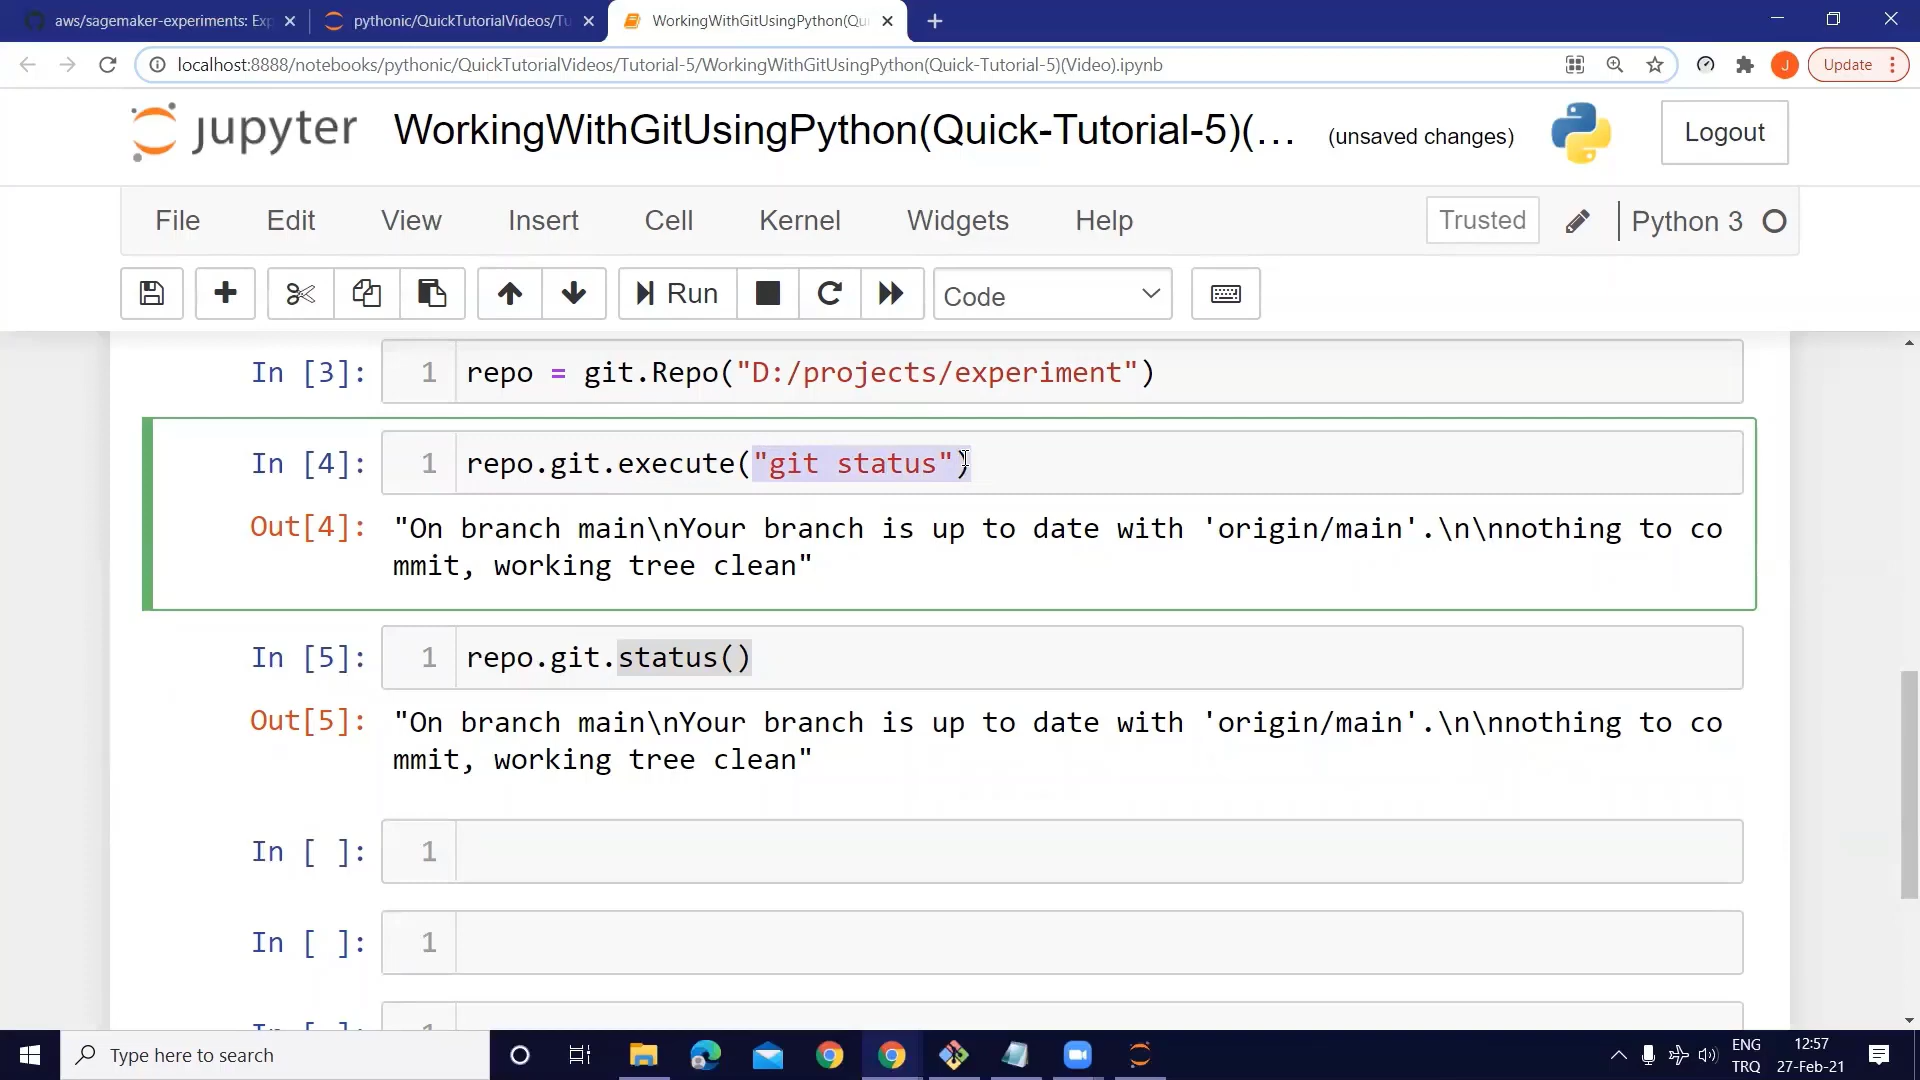 aws/sagemaker-experiments: Exp
pythonic/QuickTutorialVideos/Tu
WorkingWithGitUsingPython(Qui
localhost:8888/notebooks/pythonic/QuickTutorialVideos/Tutorial-5/WorkingWithGitUsingPython(Quick-Tutorial-5)(Video).ipynb
J
Update
jupyter WorkingWithGitUsingPython(Quick-Tutorial-5)(... (unsaved changes)
Logout
File Edit View Insert Cell Kernel Widgets Help
Trusted
Python 3
Run
Code
In [3]: 1 repo = git.Repo("D:/projects/experiment")
In [4]: 1 repo.git.execute("git status")
Out[4]: "On branch main\nYour branch is up to date with 'origin/main'.\n\nnothing to co
mmit, working tree clean"
In [5]: 1 repo.git.status()
Out[5]: "On branch main\nYour branch is up to date with 'origin/main'.\n\nnothing to co
mmit, working tree clean"
In [ ]: 1
In [ ]: 1
In [ ]: 1
Type here to search
ENG
TRQ
12:57
27-Feb-21